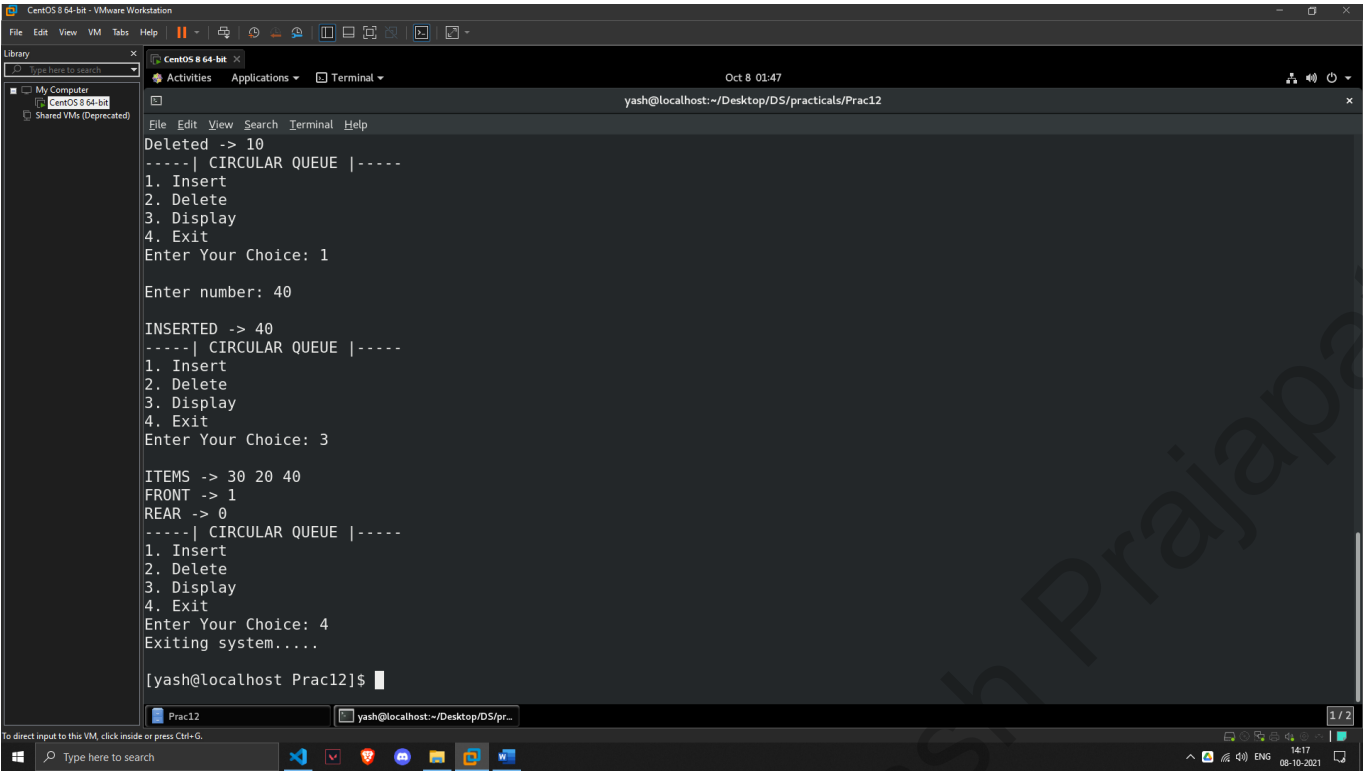 CentOS 8 64-bit - VMware Workstation
File Edit View VM Tabs Help
Library
Type here to search
My Computer
CentOS 8 64-bit
Shared VMs (Deprecated)
CentOS 8 64-bit
Activities Applications Terminal Oct 8 01:47
yash@localhost:~/Desktop/DS/practicals/Prac12
File Edit View Search Terminal Help
Deleted -> 10
-----| CIRCULAR QUEUE |-----
1. Insert
2. Delete
3. Display
4. Exit
Enter Your Choice: 1
Enter number: 40
INSERTED -> 40
-----| CIRCULAR QUEUE |-----
1. Insert
2. Delete
3. Display
4. Exit
Enter Your Choice: 3
ITEMS -> 30 20 40
FRONT -> 1
REAR -> 0
-----| CIRCULAR QUEUE |-----
1. Insert
2. Delete
3. Display
4. Exit
Enter Your Choice: 4
Exiting system.....
[yash@localhost Prac12]$
Prac12 yash@localhost:~/Desktop/DS/pr... 1 / 2
To direct input to this VM, click inside or press Ctrl+G.
Type here to search ENG 14:17
08-10-2021
sh Prajapa